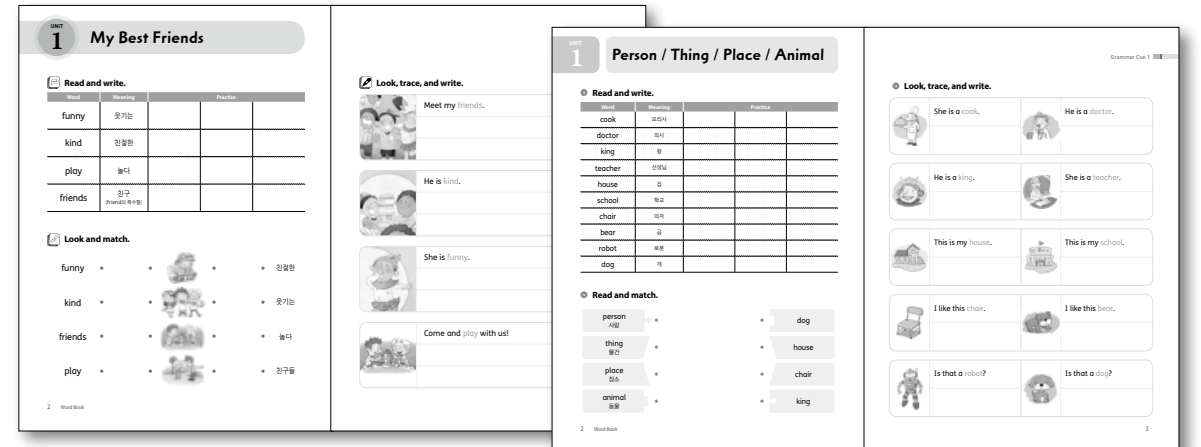 UNIT
1
My Best Friends
Read and write.
Word Meaning Practice
funny 웃기는
kind 친절한
play 놀다
friends 친구
(friend의 복수형)
Look and match.
funny 친절한
kind 웃기는
friends 놀다
play 친구들
2 Word Book
Look, trace, and write.
Meet my friends.
He is kind.
She is funny.
Come and play with us!
UNIT
1
Person / Thing / Place / Animal
Read and write.
Word Meaning Practice
cook 요리사
doctor 의사
king 왕
teacher 선생님
house 집
school 학교
chair 의자
bear 곰
robot 로봇
dog 개
Read and match.
person
사람
dog
thing
물건
house
place
장소
chair
animal
동물
king
2 Word Book
Grammar Cue 1
Look, trace, and write.
She is a cook. He is a doctor.
He is a king. She is a teacher.
This is my house. This is my school.
I like this chair. I like this bear.
Is that a robot? Is that a dog?
3